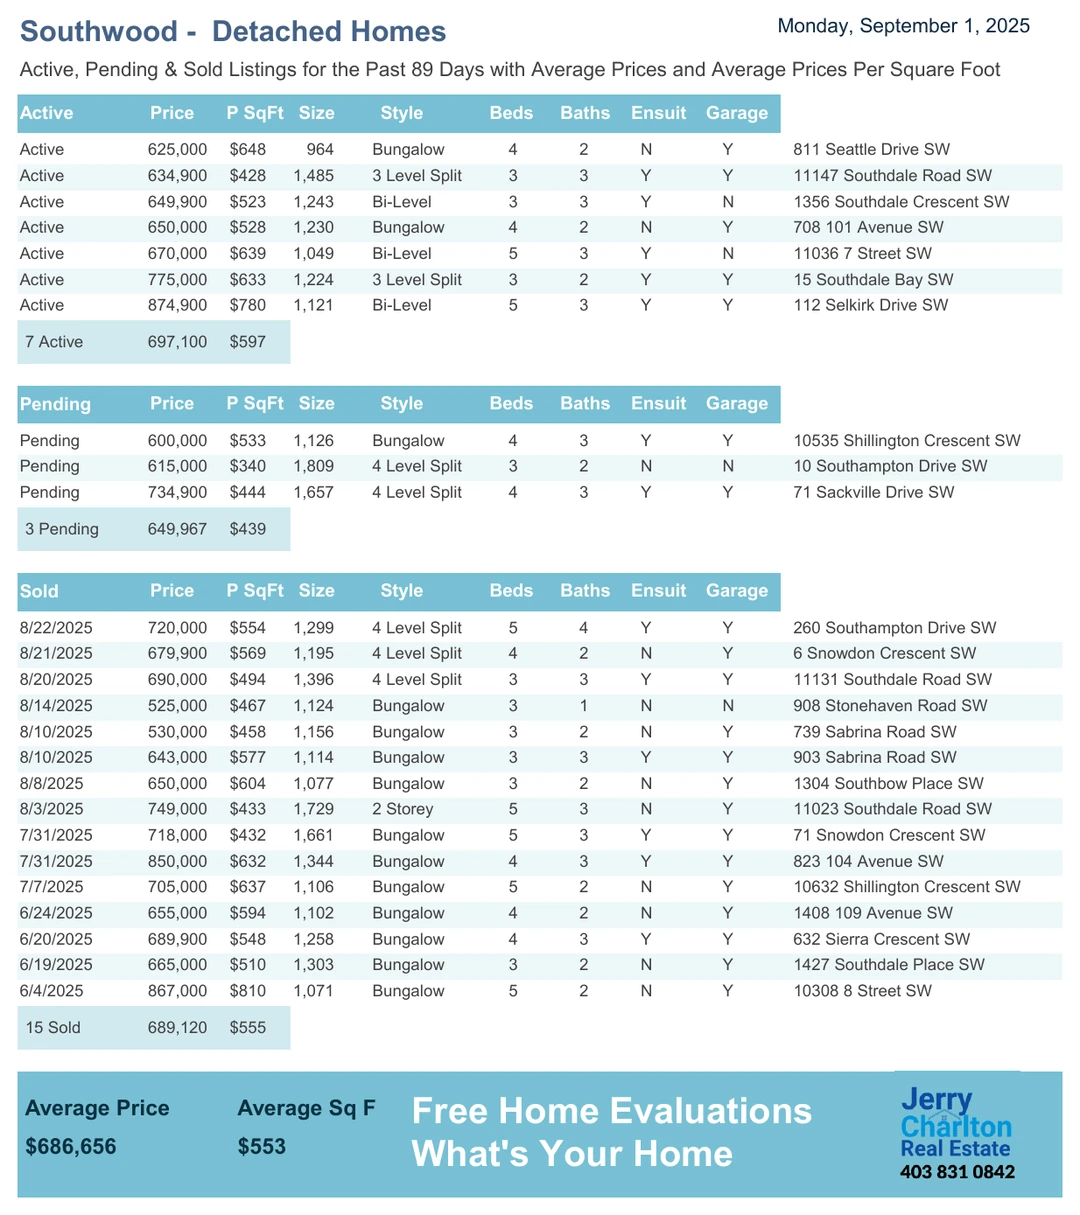 Southwood -  Detached Homes
Monday, September 1, 2025
Active, Pending & Sold Listings for the Past 89 Days with Average Prices and Average Prices Per Square Foot
Active Price P SqFt Size Style Beds Baths Ensuit Garage
Active 625,000 $648 964 Bungalow 4 2 N Y 811 Seattle Drive SW
Active 634,900 $428 1,485 3 Level Split 3 3 Y Y 11147 Southdale Road SW
Active 649,900 $523 1,243 Bi-Level 3 3 Y N 1356 Southdale Crescent SW
Active 650,000 $528 1,230 Bungalow 4 2 N Y 708 101 Avenue SW
Active 670,000 $639 1,049 Bi-Level 5 3 Y N 11036 7 Street SW
Active 775,000 $633 1,224 3 Level Split 3 2 Y Y 15 Southdale Bay SW
Active 874,900 $780 1,121 Bi-Level 5 3 Y Y 112 Selkirk Drive SW
7 Active 697,100 $597
Pending Price P SqFt Size Style Beds Baths Ensuit Garage
Pending 600,000 $533 1,126 Bungalow 4 3 Y Y 10535 Shillington Crescent SW
Pending 615,000 $340 1,809 4 Level Split 3 2 N N 10 Southampton Drive SW
Pending 734,900 $444 1,657 4 Level Split 4 3 Y Y 71 Sackville Drive SW
3 Pending 649,967 $439
Sold Price P SqFt Size Style Beds Baths Ensuit Garage
8/22/2025 720,000 $554 1,299 4 Level Split 5 4 Y Y 260 Southampton Drive SW
8/21/2025 679,900 $569 1,195 4 Level Split 4 2 N Y 6 Snowdon Crescent SW
8/20/2025 690,000 $494 1,396 4 Level Split 3 3 Y Y 11131 Southdale Road SW
8/14/2025 525,000 $467 1,124 Bungalow 3 1 N N 908 Stonehaven Road SW
8/10/2025 530,000 $458 1,156 Bungalow 3 2 N Y 739 Sabrina Road SW
8/10/2025 643,000 $577 1,114 Bungalow 3 3 Y Y 903 Sabrina Road SW
8/8/2025 650,000 $604 1,077 Bungalow 3 2 N Y 1304 Southbow Place SW
8/3/2025 749,000 $433 1,729 2 Storey 5 3 N Y 11023 Southdale Road SW
7/31/2025 718,000 $432 1,661 Bungalow 5 3 Y Y 71 Snowdon Crescent SW
7/31/2025 850,000 $632 1,344 Bungalow 4 3 Y Y 823 104 Avenue SW
7/7/2025 705,000 $637 1,106 Bungalow 5 2 N Y 10632 Shillington Crescent SW
6/24/2025 655,000 $594 1,102 Bungalow 4 2 N Y 1408 109 Avenue SW
6/20/2025 689,900 $548 1,258 Bungalow 4 3 Y Y 632 Sierra Crescent SW
6/19/2025 665,000 $510 1,303 Bungalow 3 2 N Y 1427 Southdale Place SW
6/4/2025 867,000 $810 1,071 Bungalow 5 2 N Y 10308 8 Street SW
15 Sold 689,120 $555
Average Price Average Sq F
$686,656 $553
Free Home Evaluations
What's Your Home
Jerry
Charlton
Real Estate
403 831 0842